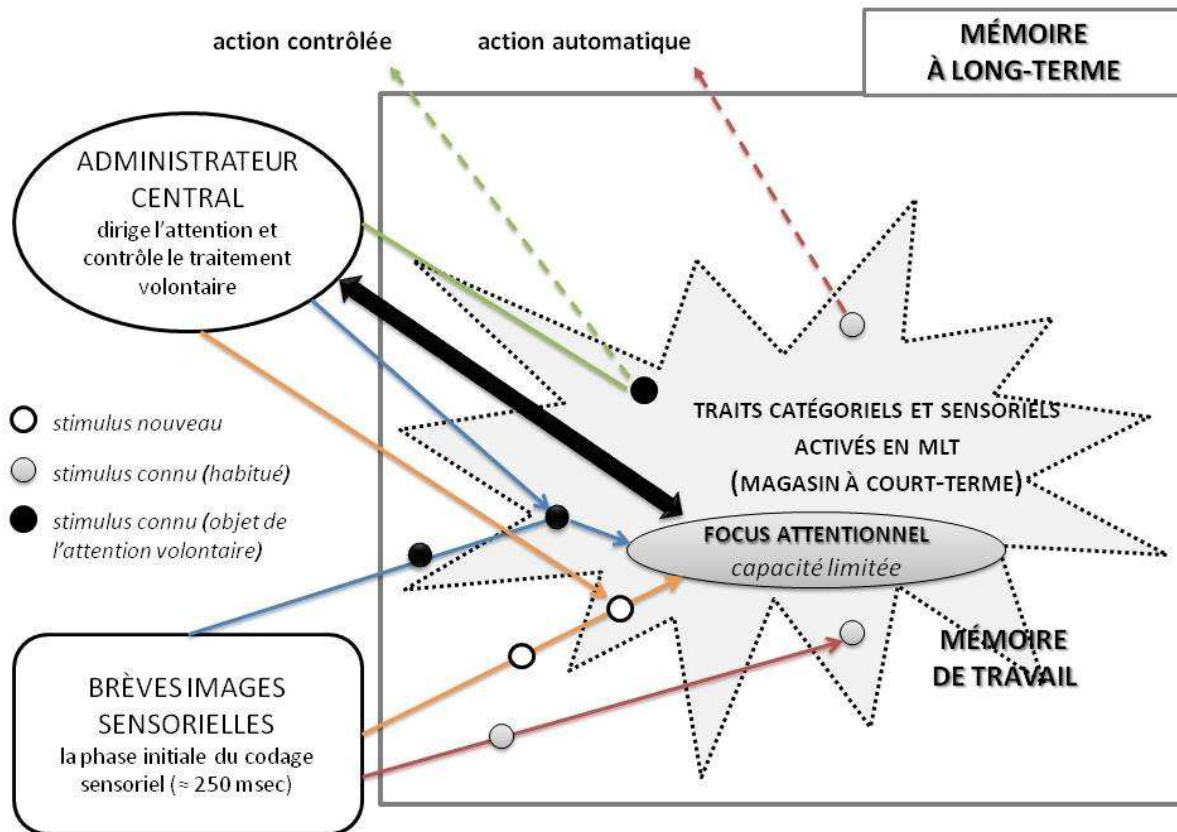 action contrôlée
action automatique
MÉMOIRE
À LONG-TERME
ADMINISTRATEUR
CENTRAL
dirige l'attention et
contrôle le traitement
volontaire
stimulus nouveau
stimulus connu (habitué)
stimulus connu (objet de
l'attention volontaire)
TRAITS CATÉGORIELS ET SENSORIELS
ACTIVÉS EN MLT
(MAGASIN À COURT-TERME)
FOCUS ATTENTIONNEL
capacité limitée
MÉMOIRE
DE TRAVAIL
BRÈVES IMAGES
SENSORIELLES
la phase initiale du codage
sensoriel (≈ 250 msec)